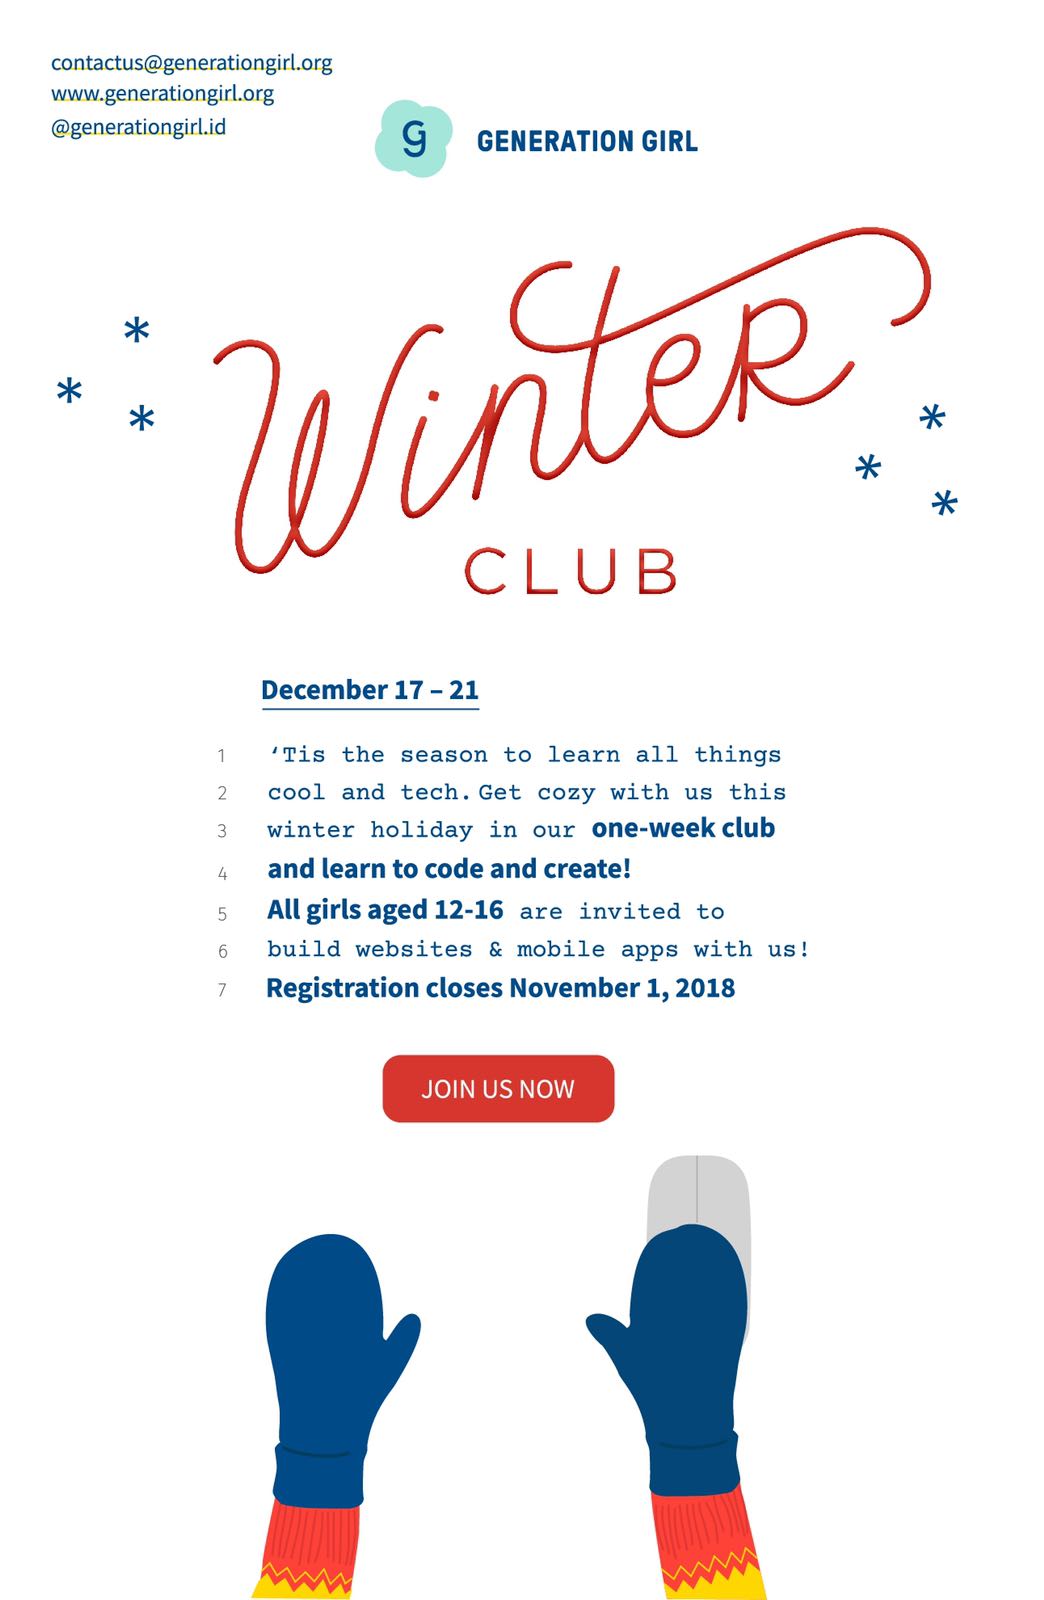 contactus@generationgirl.org
www.generationgirl.org
@generationgirl.id
g GENERATION GIRL
Winter
CLUB
December 17 – 21
1 ‘Tis the season to learn all things
2 cool and tech. Get cozy with us this
3 winter holiday in our one-week club
4 and learn to code and create!
5 All girls aged 12-16 are invited to
6 build websites & mobile apps with us!
7 Registration closes November 1, 2018
JOIN US NOW